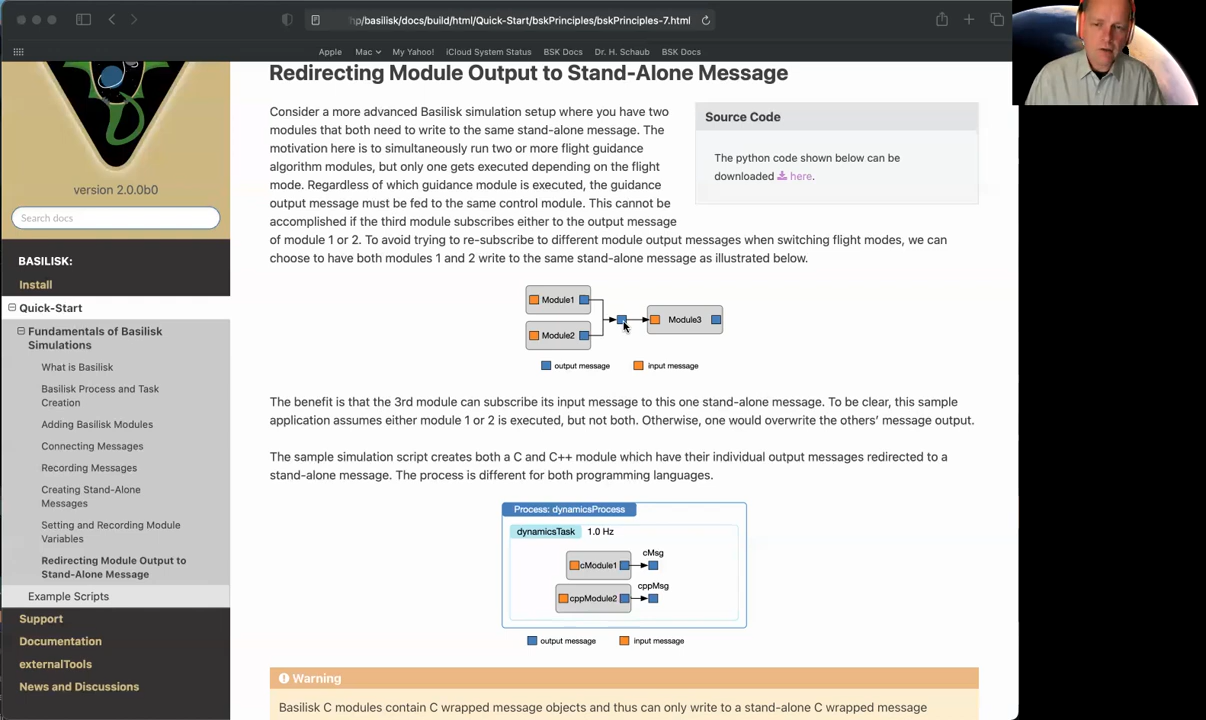 hp/basilisk/docs/build/html/Quick-Start/bskPrinciples/bskPrinciples-7.html
Apple Mac My Yahoo! iCloud System Status BSK Docs Dr. H. Schaub BSK Docs
version 2.0.0b0
Search docs
BASILISK:
Install
Quick-Start
Fundamentals of Basilisk
Simulations
What is Basilisk
Basilisk Process and Task
Creation
Adding Basilisk Modules
Connecting Messages
Recording Messages
Creating Stand-Alone
Messages
Setting and Recording Module
Variables
Redirecting Module Output to
Stand-Alone Message
Example Scripts
Support
Documentation
externalTools
News and Discussions
Redirecting Module Output to Stand-Alone Message
Consider a more advanced Basilisk simulation setup where you have two
modules that both need to write to the same stand-alone message. The
motivation here is to simultaneously run two or more flight guidance
algorithm modules, but only one gets executed depending on the flight
mode. Regardless of which guidance module is executed, the guidance
output message must be fed to the same control module. This cannot be
accomplished if the third module subscribes either to the output message
of module 1 or 2. To avoid trying to re-subscribe to different module output messages when switching flight modes, we can
choose to have both modules 1 and 2 write to the same stand-alone message as illustrated below.
Source Code
The python code shown below can be
downloaded here.
Module1
Module2
Module3
output message input message
The benefit is that the 3rd module can subscribe its input message to this one stand-alone message. To be clear, this sample
application assumes either module 1 or 2 is executed, but not both. Otherwise, one would overwrite the others' message output.
The sample simulation script creates both a C and C++ module which have their individual output messages redirected to a
stand-alone message. The process is different for both programming languages.
Process: dynamicsProcess
dynamicsTask 1.0 Hz
cMsg
cModule1
cppMsg
cppModule2
output message input message
Warning
Basilisk C modules contain C wrapped message objects and thus can only write to a stand-alone C wrapped message